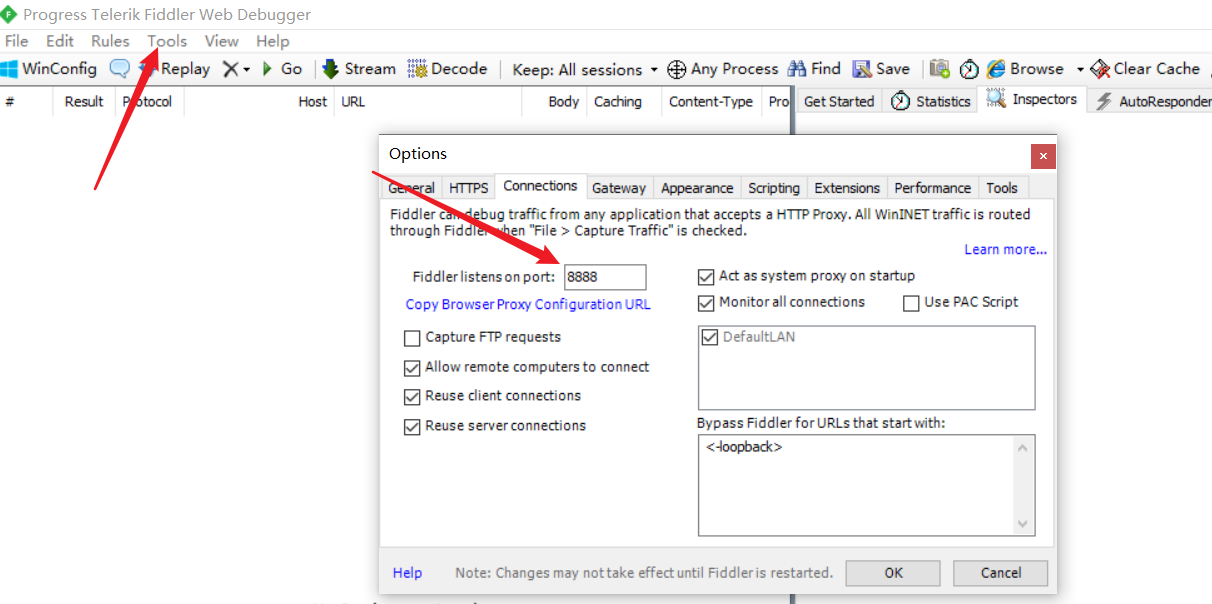 Progress Telerik Fiddler Web Debugger
File Edit Rules Tools View Help
WinConfig Replay Go Stream Decode Keep: All sessions Any Process Find Save Browse Clear Cache
# Result Protocol Host URL Body Caching Content-Type Pro Get Started Statistics Inspectors AutoResponder
Options
General HTTPS Connections Gateway Appearance Scripting Extensions Performance Tools
Fiddler can debug traffic from any application that accepts a HTTP Proxy. All WinINET traffic is routed
through Fiddler when "File > Capture Traffic" is checked.
Learn more...
Fiddler listens on port: 8888
Act as system proxy on startup
Copy Browser Proxy Configuration URL
Monitor all connections Use PAC Script
Capture FTP requests
DefaultLAN
Allow remote computers to connect
Reuse client connections
Reuse server connections
Bypass Fiddler for URLs that start with:
<-loopback>
Help Note: Changes may not take effect until Fiddler is restarted. OK Cancel